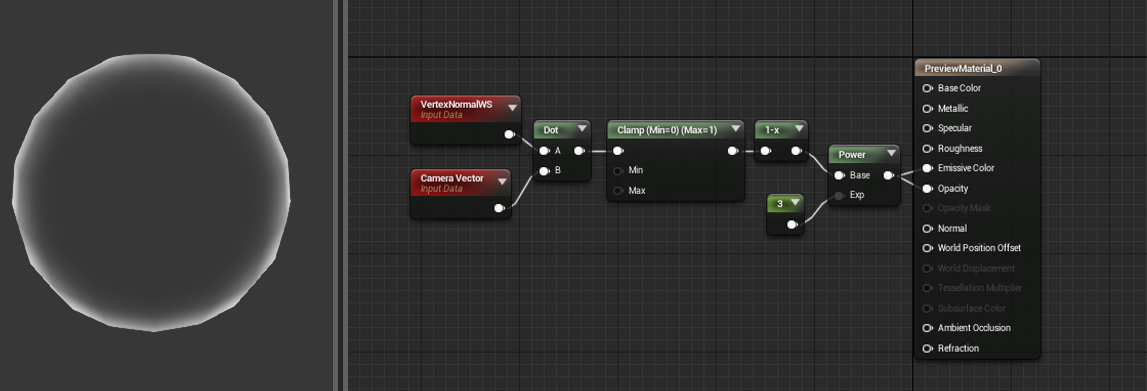 VertexNormalWS
Input Data
Camera Vector
Input Data
Dot
A
B
Clamp (Min=0) (Max=1)
Min
Max
1-x
3
Power
Base
Exp
PreviewMaterial_0
Base Color
Metallic
Specular
Roughness
Emissive Color
Opacity
Opacity Mask
Normal
World Position Offset
World Displacement
Tessellation Multiplier
Subsurface Color
Ambient Occlusion
Refraction